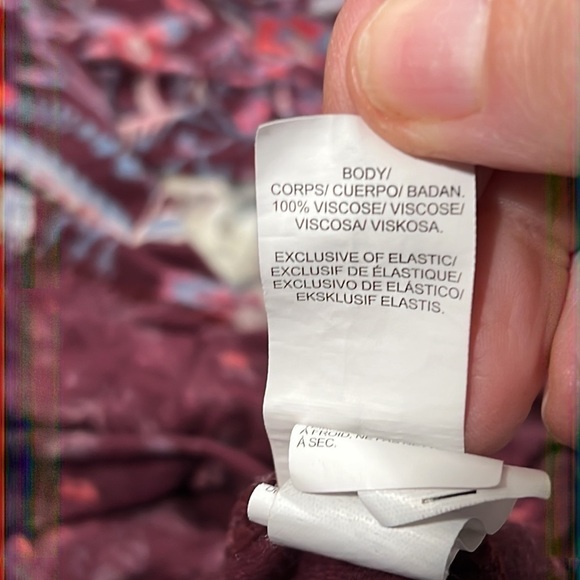 BODY/
CORPS/ CUERPO/ BADAN.
100% VISCOSE/ VISCOSE/
VISCOSA/ VISKOSA.
EXCLUSIVE OF ELASTIC/
EXCLUSIF DE ÉLASTIQUE/
EXCLUSIVO DE ELÁSTICO/
EKSKLUSIF ELASTIS.
À FROID,
À SEC.